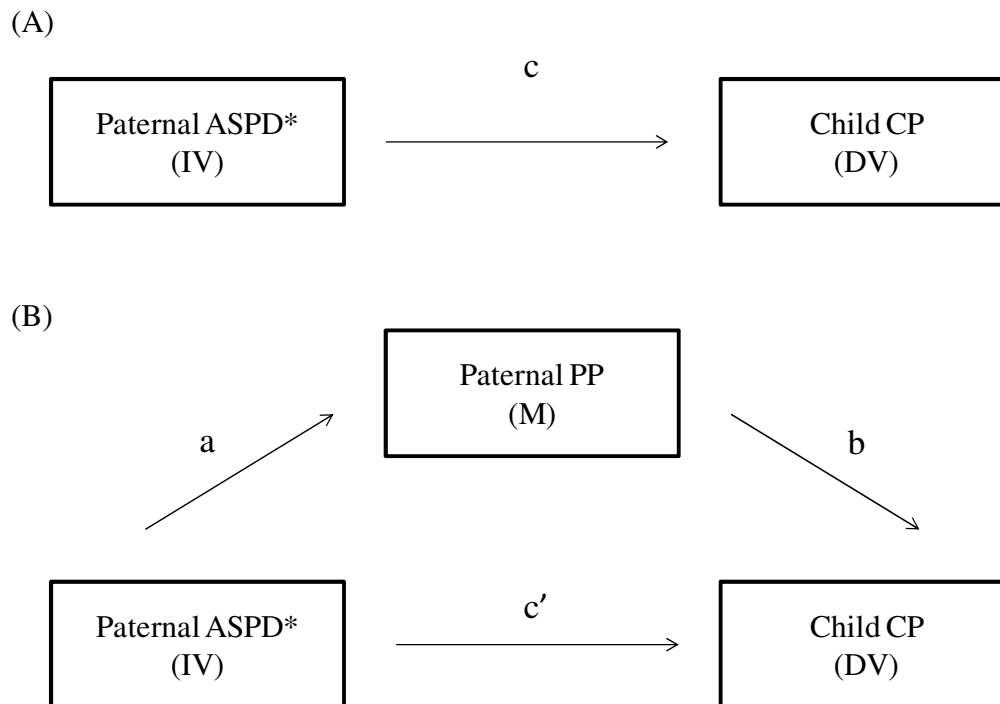 (A)
c
Paternal ASPD*
(IV)
Child CP
(DV)
(B)
Paternal PP
(M)
a
b
Paternal ASPD*
(IV)
c’
Child CP
(DV)